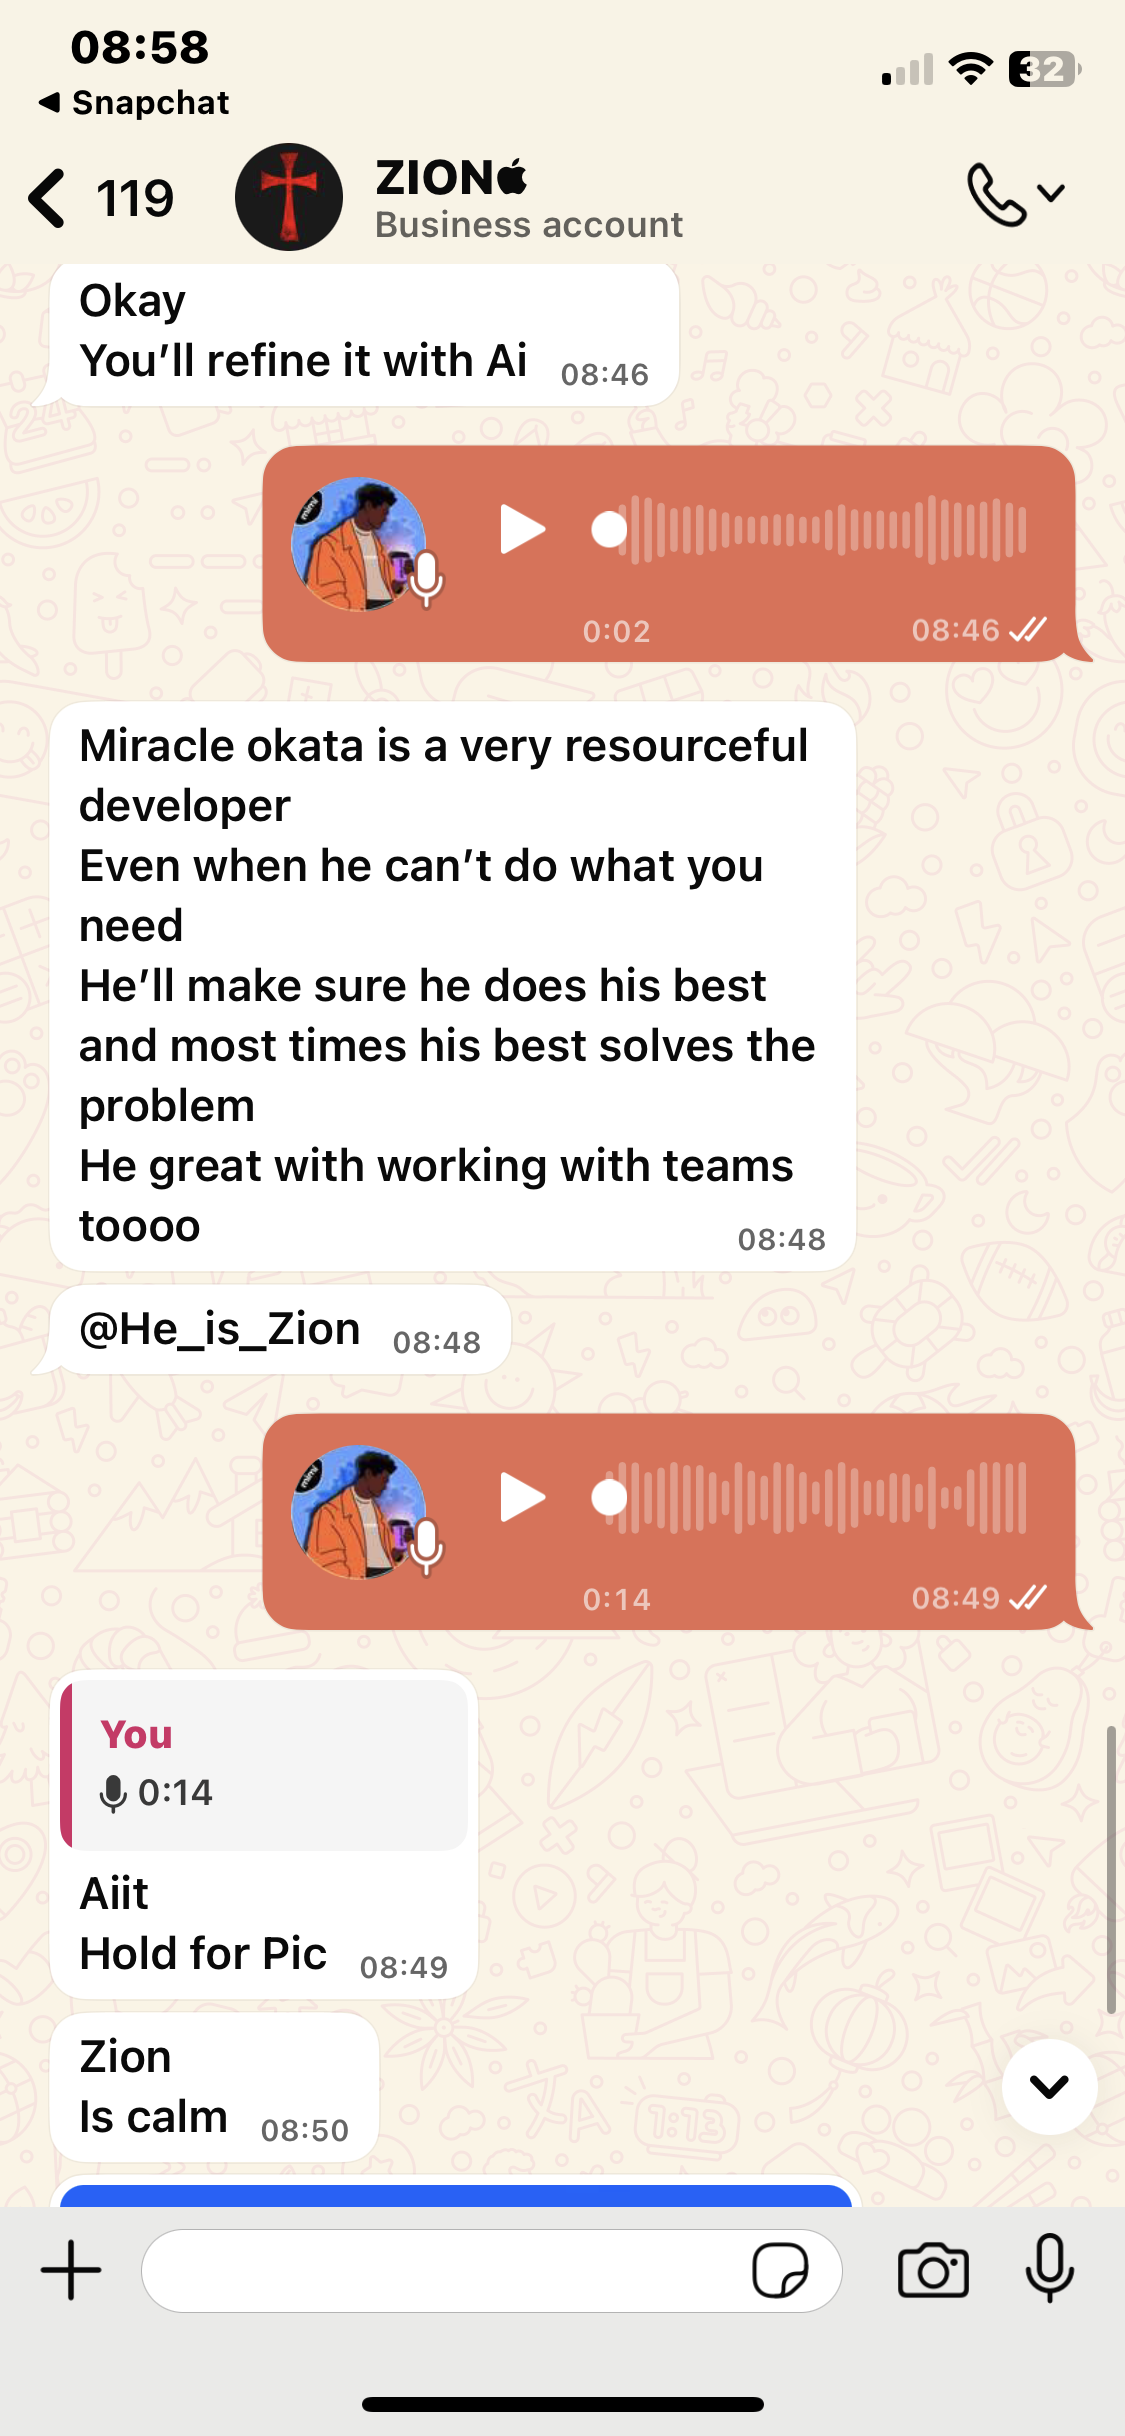 08:58
Snapchat
32
119
ZION
Business account
Okay
You’ll refine it with Ai
08:46
mimi
0:02
08:46
Miracle okata is a very resourceful
developer
Even when he can’t do what you
need
He’ll make sure he does his best
and most times his best solves the
problem
He great with working with teams
toooo
08:48
@He_is_Zion
08:48
mimi
0:14
08:49
You
0:14
Aiit
Hold for Pic
08:49
Zion
Is calm
08:50